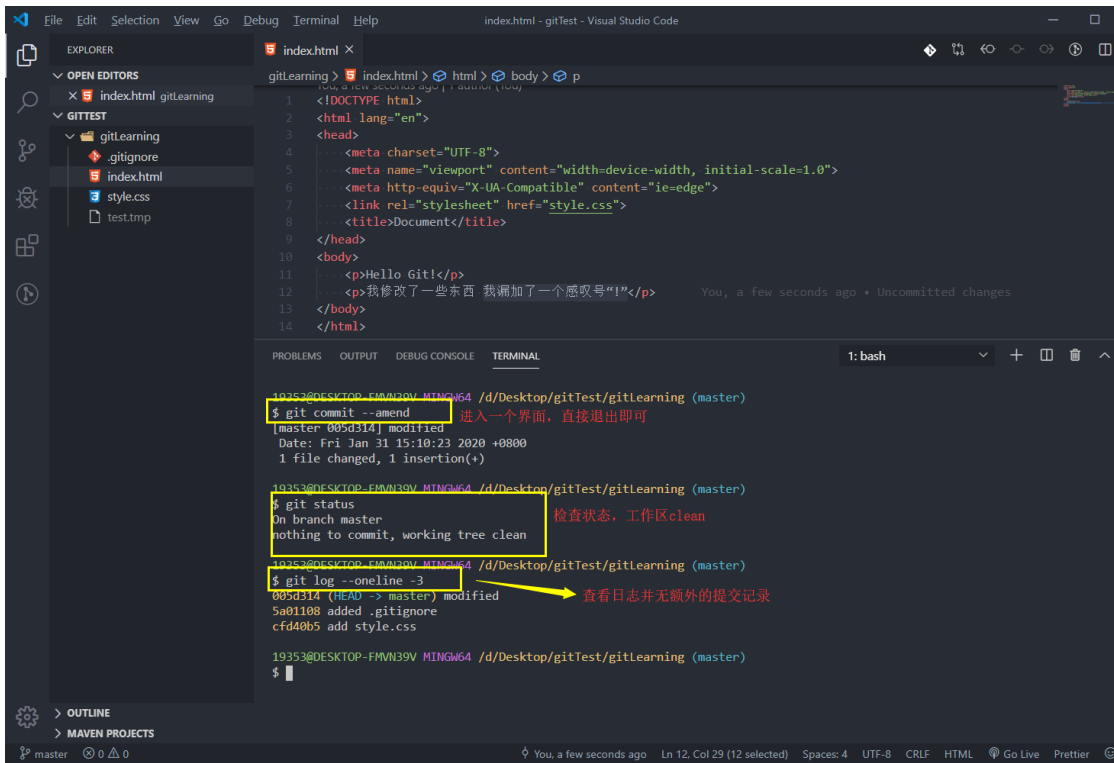 File Edit Selection View Go Debug Terminal Help index.html - gitTest - Visual Studio Code
EXPLORER
OPEN EDITORS
index.html gitLearning
GITTEST
gitLearning
.gitignore
index.html
style.css
test.tmp
OUTLINE
MAVEN PROJECTS
index.html
gitLearning > index.html > html > body > p
You, a few seconds ago | 1 author (You)
1 <!DOCTYPE html>
2 <html lang="en">
3 <head>
4 ····<meta charset="UTF-8">
5 ····<meta name="viewport" content="width=device-width, initial-scale=1.0">
6 ····<meta http-equiv="X-UA-Compatible" content="ie=edge">
7 ····<link rel="stylesheet" href="style.css">
8 ····<title>Document</title>
9 </head>
10 <body>
11 ····<p>Hello Git!</p>
12 ····<p>我修改了一些东西 我漏加了一个感叹号“!”</p> You, a few seconds ago • Uncommitted changes
13 </body>
14 </html>
PROBLEMS OUTPUT DEBUG CONSOLE TERMINAL 1: bash
19353@DESKTOP-FMVN39V MINGW64 /d/Desktop/gitTest/gitLearning (master)
$ git commit --amend 进入一个界面，直接退出即可
[master 005d314] modified
Date: Fri Jan 31 15:10:23 2020 +0800
1 file changed, 1 insertion(+)
19353@DESKTOP-FMVN39V MINGW64 /d/Desktop/gitTest/gitLearning (master)
$ git status
On branch master 检查状态，工作区clean
nothing to commit, working tree clean
19353@DESKTOP-FMVN39V MINGW64 /d/Desktop/gitTest/gitLearning (master)
$ git log --oneline -3
005d314 (HEAD -> master) modified 查看日志并无额外的提交记录
5a01108 added .gitignore
cfd40b5 add style.css
19353@DESKTOP-FMVN39V MINGW64 /d/Desktop/gitTest/gitLearning (master)
$
master 0 0 You, a few seconds ago Ln 12, Col 29 (12 selected) Spaces: 4 UTF-8 CRLF HTML Go Live Prettier